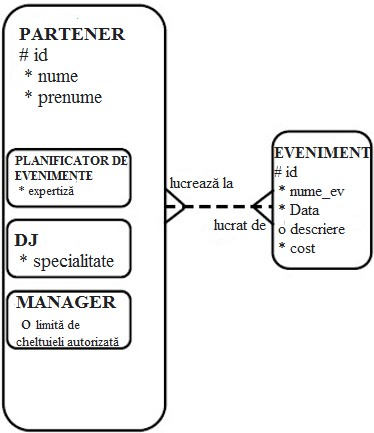 PARTENER
# id
* nume
* prenume
PLANIFICATOR DE
EVENIMENTE
* expertiză
DJ
* specialitate
MANAGER
O limită de
cheltuieli autorizată
lucrează la
lucrat de
EVENIMENT
# id
* nume_ev
* Data
o descriere
* cost